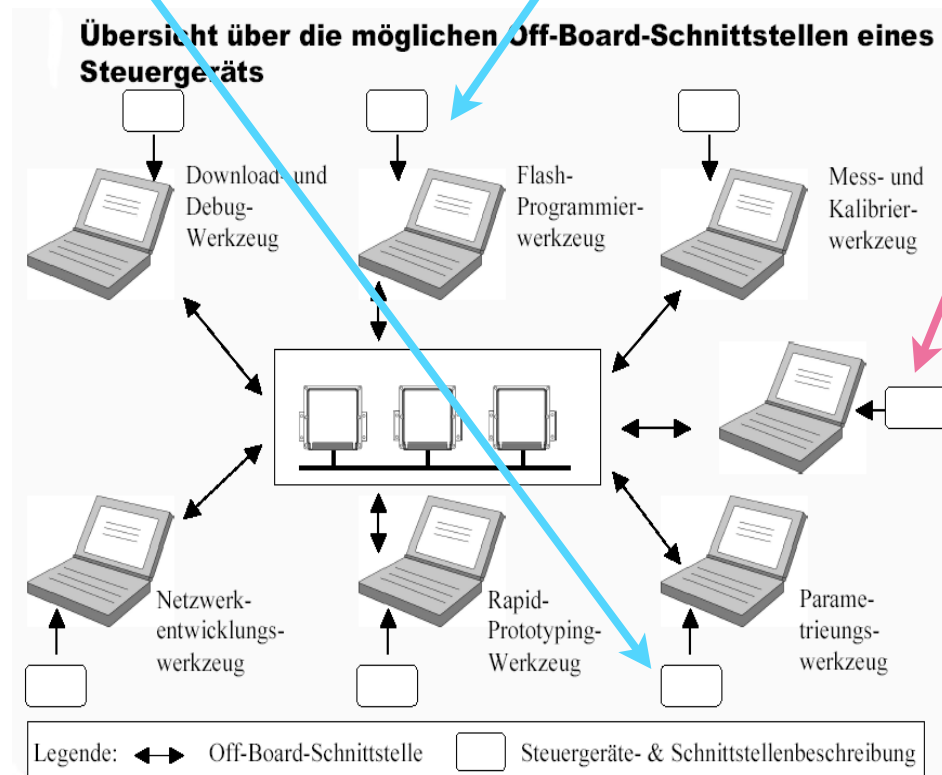 Übersicht über die möglichen Off-Board-Schnittstellen eines
Steuergeräts
Download- und
Debug-
Werkzeug
Flash-
Programmier-
werkzeug
Mess- und
Kalibrier-
werkzeug
Netzwerk-
entwicklungs-
werkzeug
Rapid-
Prototyping-
Werkzeug
Parame-
trieungs-
werkzeug
Legende:
Off-Board-Schnittstelle
Steuergeräte- & Schnittstellenbeschreibung